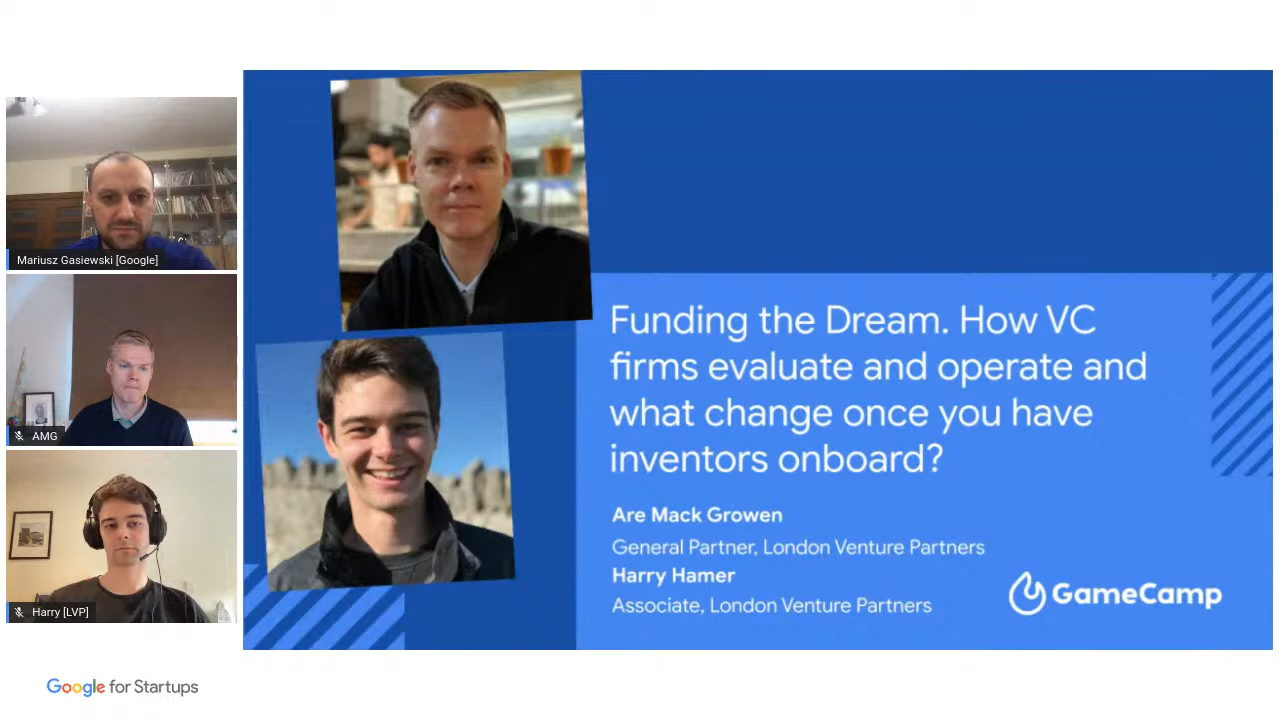 Mariusz Gasiewski [Google]
AMG
Harry [LVP]
Funding the Dream. How VC
firms evaluate and operate and
what change once you have
inventors onboard?
Are Mack Growen
General Partner, London Venture Partners
Harry Hamer
Associate, London Venture Partners
GameCamp
Google for Startups